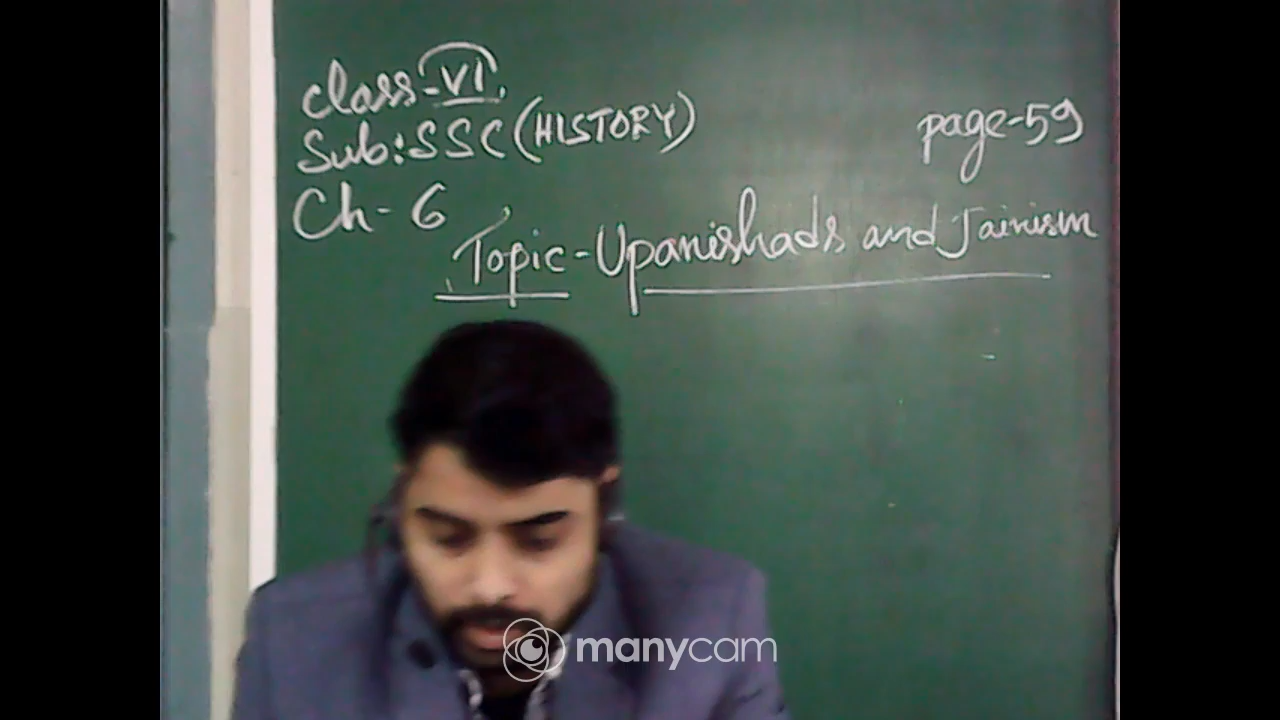 Class-VI.
Sub:SSC(HISTORY)
page-59
Ch-6
Topic-Upanishads and Jainism
manycam